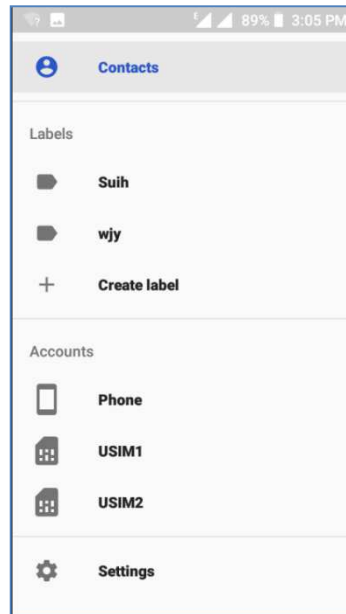 E 89% 3:05 PM
Contacts
Labels
Suih
wjy
Create label
Accounts
Phone
USIM1
USIM2
Settings